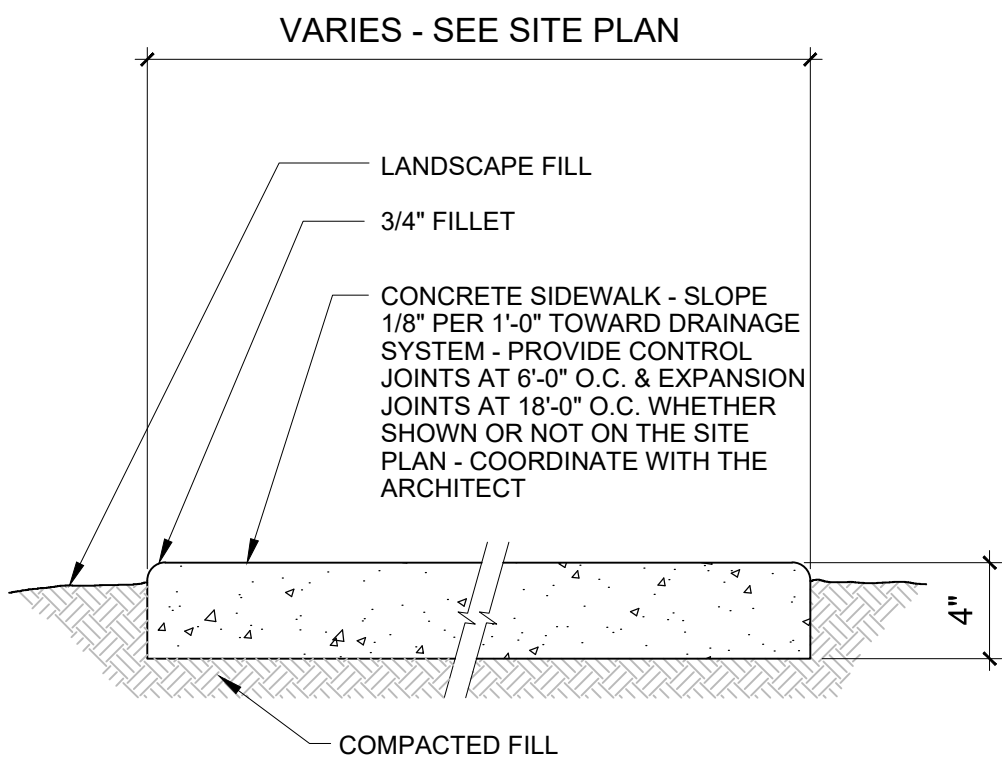 VARIES - SEE SITE PLAN
LANDSCAPE FILL
3/4" FILLET
CONCRETE SIDEWALK - SLOPE
1/8" PER 1'-0" TOWARD DRAINAGE
SYSTEM - PROVIDE CONTROL
JOINTS AT 6'-0" O.C. & EXPANSION
JOINTS AT 18'-0" O.C. WHETHER
SHOWN OR NOT ON THE SITE
PLAN - COORDINATE WITH THE
ARCHITECT
4"
COMPACTED FILL